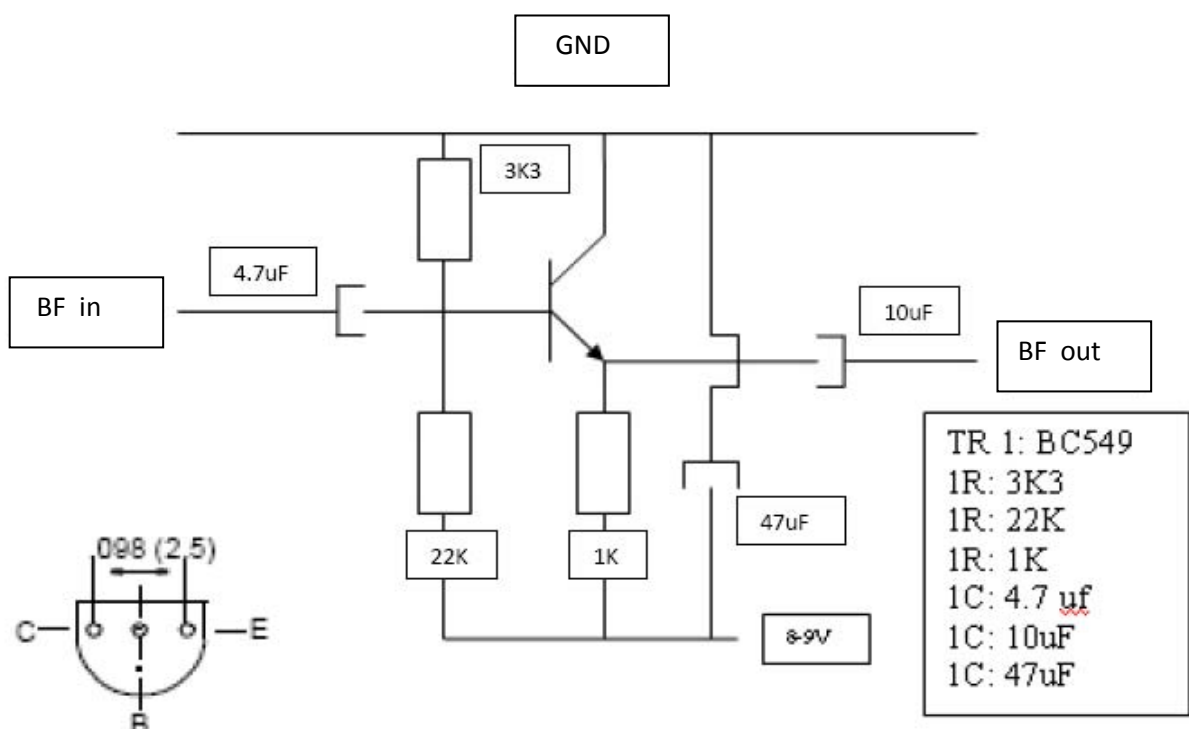 GND
3K3
4.7uF
BF in
10uF
BF out
TR 1: BC549
1R: 3K3
1R: 22K
1R: 1K
1C: 4.7 uf
1C: 10uF
1C: 47uF
47uF
22K
1K
.098 (2,5)
C
E
B
8-9V